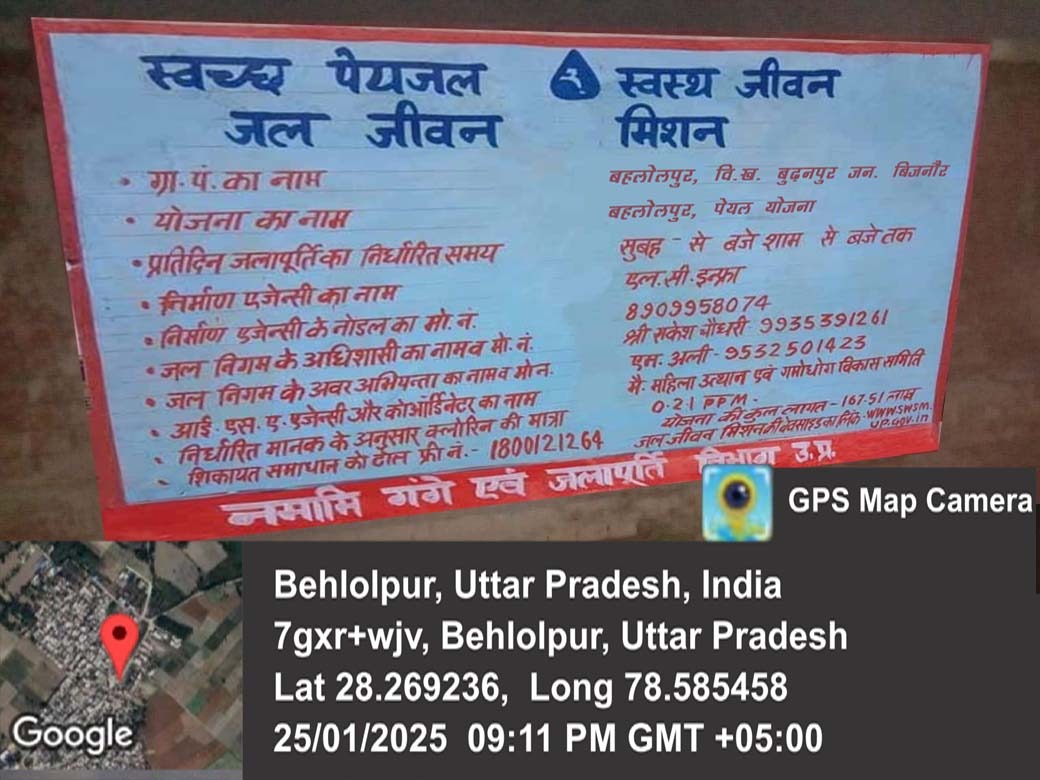 स्वच्छ पेयजल स्वस्थ जीवन
जल जीवन मिशन
• ग्रा. पं. का नाम बहलोलपुर, वि.ख. बुढ़नपुर जन. बिजनौर
• योजना का नाम बहलोलपुर, पेयल योजना
• प्रतिदिन जलापूर्ति का निर्धारित समय सुबह - से बजे शाम से बजे तक
• निर्माण एजेन्सी का नाम एल.सी.इन्फ्रा
• निर्माण एजेन्सी के नोडल का मो.नं. 8909958074
• जल निगम के अधिशासी का नाम व मो.नं. श्री राकेश चौधरी- 9935391261
• जल निगम के अवर अभियन्ता का नाम व मो.नं. एम. अली - 9532501423
• आई.एस.ए.एजेन्सी और कोऑर्डिनेटर का नाम मै. महिला उत्थान एवं गमोधोग विकास समिति
• निर्धारित मानक के अनुसार क्लोरिन की मात्रा 0.21 PPM -
योजना की कुल लागत - 167.51 लाख
• शिकायत समाधान को टोल फ्री नं.- 1800121264 जल जीवन मिशन की वेवसाइड का लिंक- www.swsm.
up.gov.in
नमामि गंगे एवं जलापूर्ति विभाग उ.प्र.
GPS Map Camera
Behlolpur, Uttar Pradesh, India
7gxr+wjv, Behlolpur, Uttar Pradesh
Lat 28.269236, Long 78.585458
25/01/2025 09:11 PM GMT +05:00
Google